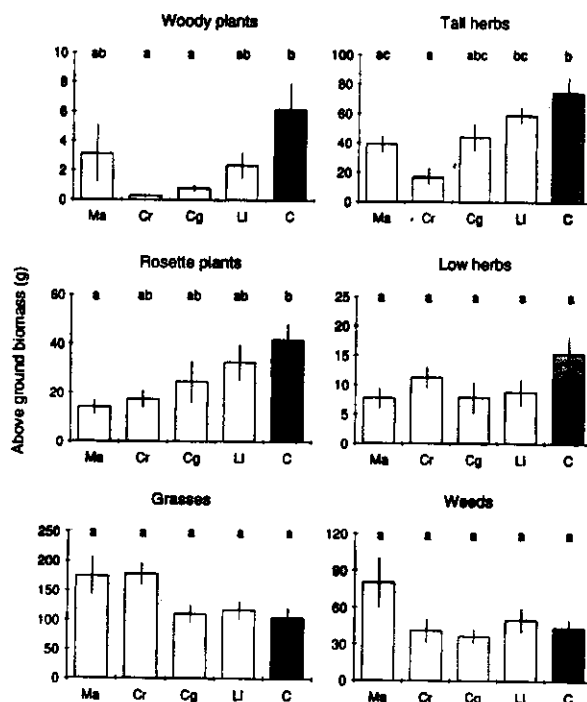 Woody plants
10
8
6
4
2
0
ab a a ab b
Ma Cr Cg LI C
Tall herbs
100
80
60
40
20
0
ac a abc bc b
Ma Cr Cg LI C
Above ground biomass (g)
Rosette plants
60
40
20
0
a ab ab ab b
Ma Cr Cg LI C
Low herbs
25
20
15
10
5
0
a a a a a
Ma Cr Cg LI C
Grasses
250
200
150
100
50
0
a a a a a
Ma Cr Cg LI C
Weeds
120
90
60
30
0
a a a a a
Ma Cr Cg LI C